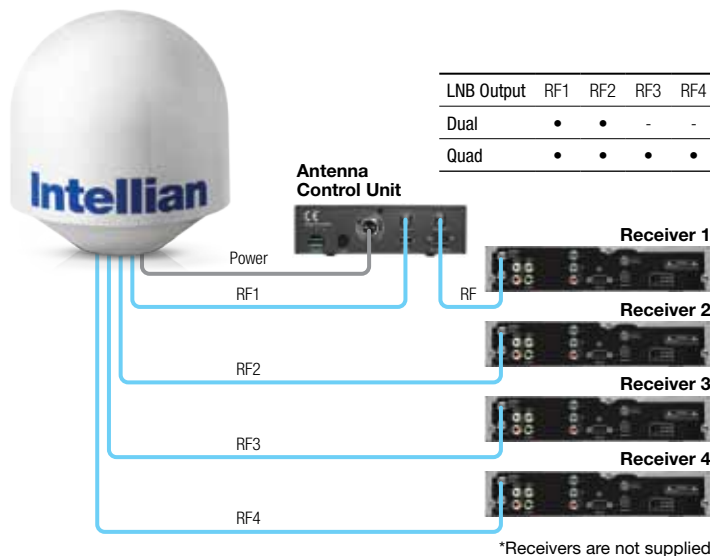 Intellian
LNB Output RF1 RF2 RF3 RF4
Dual • • - -
Quad • • • •
Antenna
Control Unit
CE
Power
RF1
RF
RF2
RF3
RF4
Receiver 1
Receiver 2
Receiver 3
Receiver 4
*Receivers are not supplied